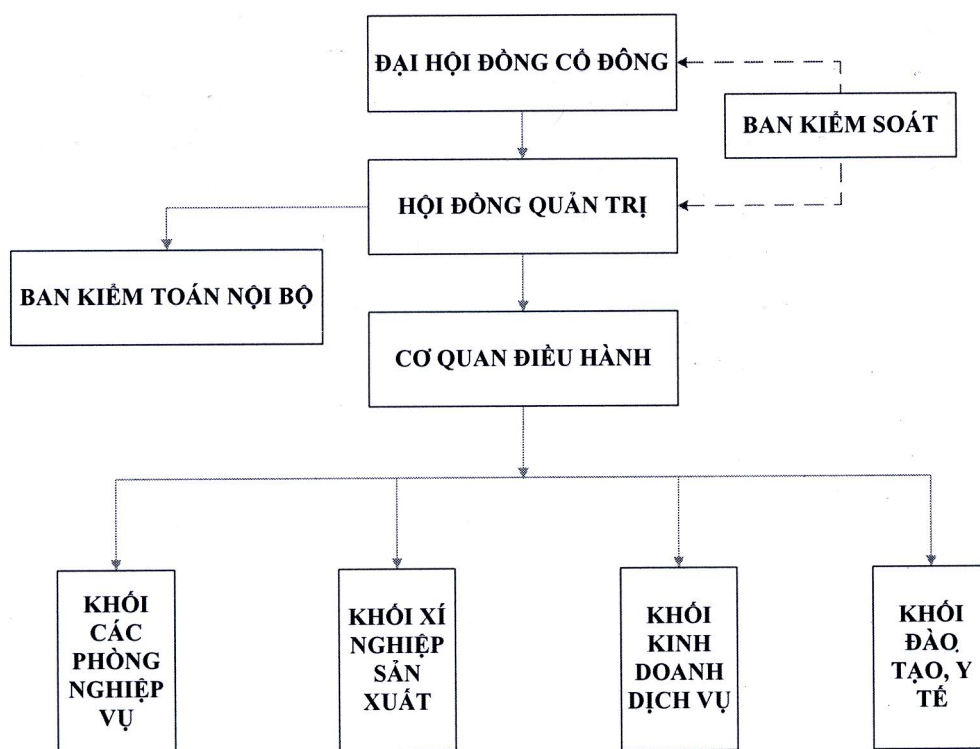 ĐẠI HỘI ĐỒNG CỔ ĐÔNG
BAN KIỂM SOÁT
HỘI ĐỒNG QUẢN TRỊ
BAN KIỂM TOÁN NỘI BỘ
CƠ QUAN ĐIỀU HÀNH
KHỐI
CÁC
PHÒNG
NGHIỆP
VỤ
KHỐI XÍ
NGHIỆP
SẢN
XUẤT
KHỐI
KINH
DOANH
DỊCH VỤ
KHỐI
ĐÀO
TẠO, Y
TẾ